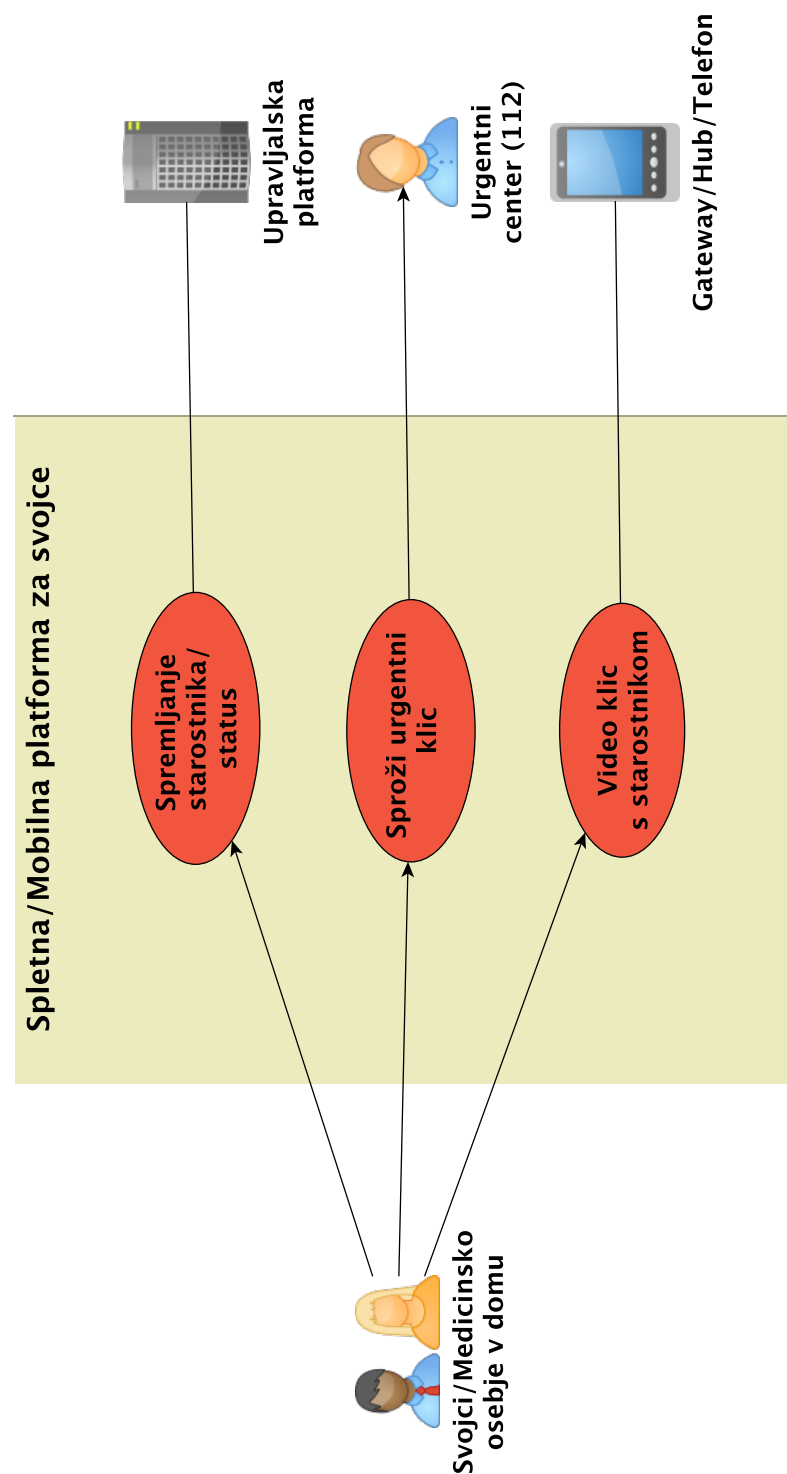 Spletna/Mobilna platforma za svojce
Svojci/Medicinsko
osebje v domu
Spremljanje
starostnika/
status
Sproži urgentni
klic
Video klic
s starostnikom
Upravljalska
platforma
Urgentni
center (112)
Gateway/Hub/Telefon